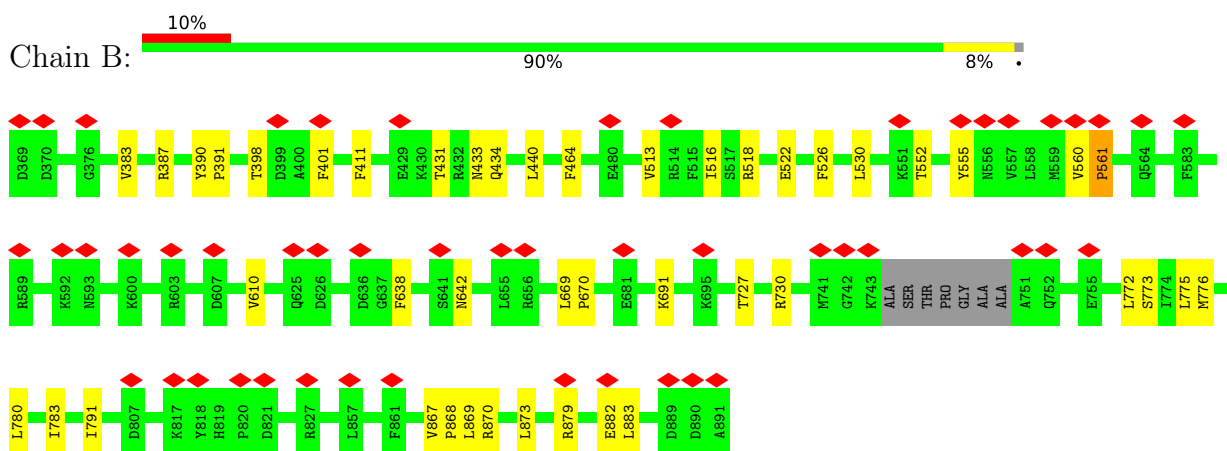 10%
Chain B:
90% 8% •
D369 D370 G376 V383 R387 Y390 P391 T398 D399 A400 F401 F411 E429 K430 T431 R432 N433 Q434 L440 F464 E480 V513 R514 F515 I516 S517 R518 E522 F526 L530 K551 T552 Y555 N556 V557 L558 M559 V560 P561 Q564 F583
R589 K592 N593 K600 R603 D607 V610 Q625 D626 D636 G637 F638 S641 N642 L655 R656 L669 P670 E681 K691 K695 T727 R730 M741 G742 K743 ALA SER THR PRO GLY ALA ALA A751 Q752 E755 L772 S773 I774 L775 M776
L780 I783 I791 D807 K817 Y818 H819 P820 D821 R827 L857 F861 V867 P868 L869 R870 L873 R879 E882 L883 D889 D890 A891